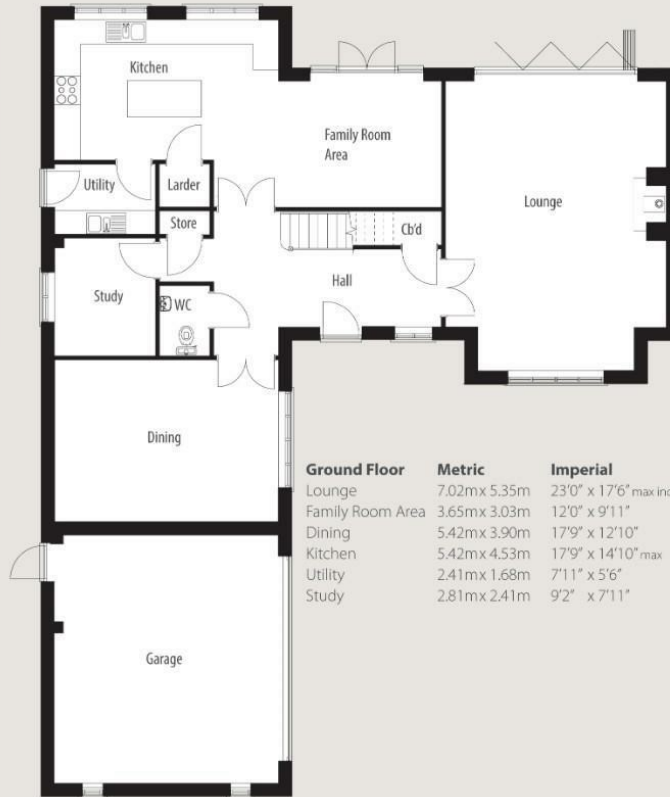 Kitchen
Family Room
Area
Utility
Larder
Store
Cb'd
Lounge
Hall
Study
WC
Dining
Ground Floor Metric Imperial
Lounge 7.02m x 5.35m 23'0" x 17'6" max inc
Family Room Area 3.65m x 3.03m 12'0" x 9'11"
Dining 5.42m x 3.90m 17'9" x 12'10"
Kitchen 5.42m x 4.53m 17'9" x 14'10" max
Utility 2.41m x 1.68m 7'11" x 5'6"
Study 2.81m x 2.41m 9'2" x 7'11"
Garage